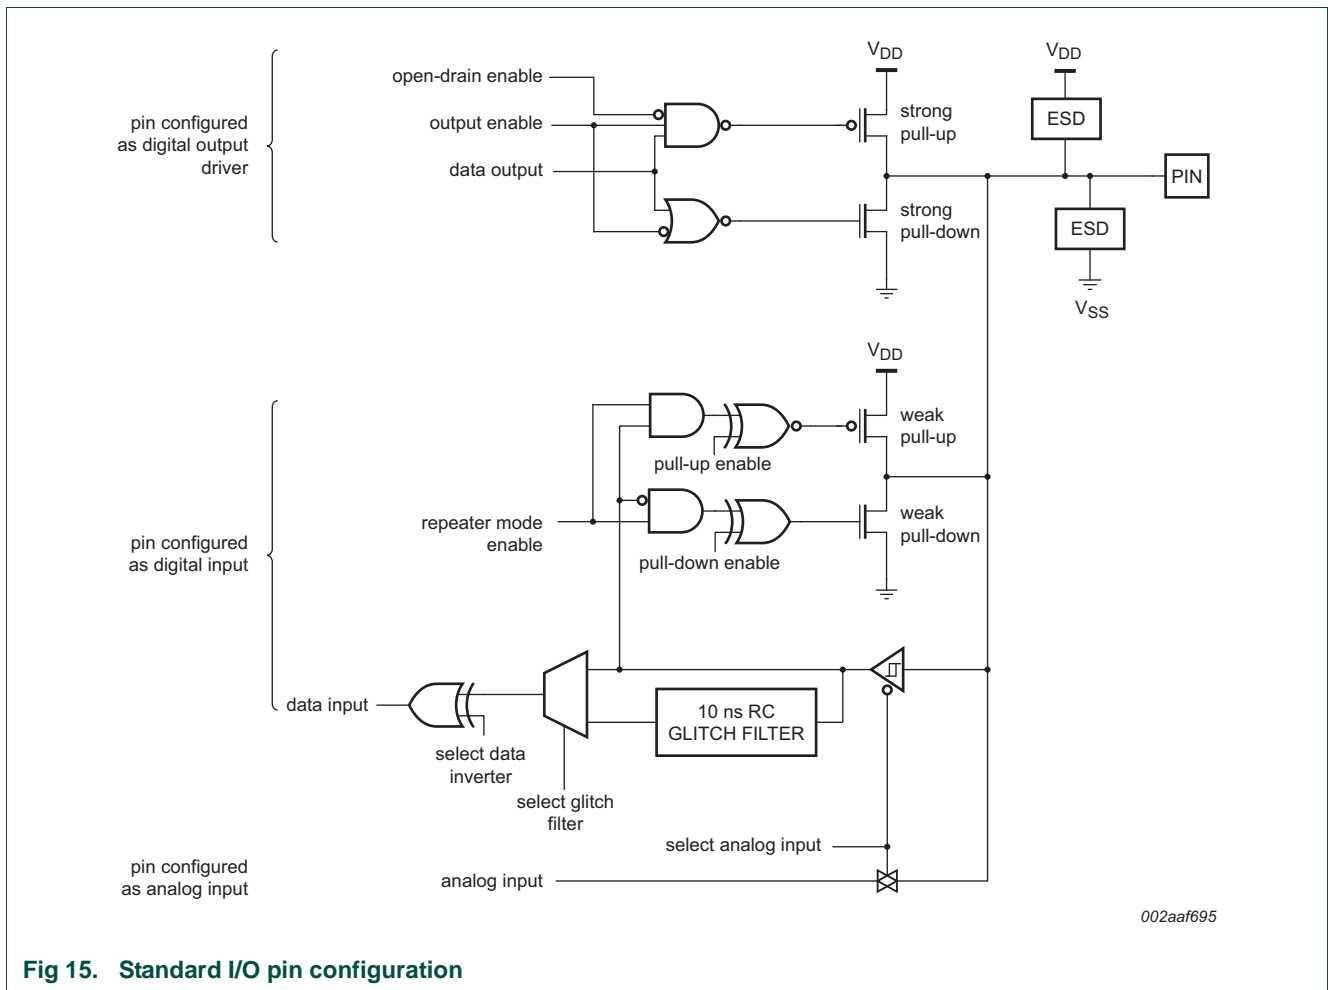 VDD
VDD
open-drain enable
output enable
data output
pin configured
as digital output
driver
strong
pull-up
ESD
PIN
strong
pull-down
ESD
VSS
VDD
weak
pull-up
pull-up enable
repeater mode
enable
weak
pull-down
pull-down enable
pin configured
as digital input
data input
10 ns RC
GLITCH FILTER
select data
inverter
select glitch
filter
select analog input
pin configured
as analog input
analog input
002aaf695
Fig 15. Standard I/O pin configuration